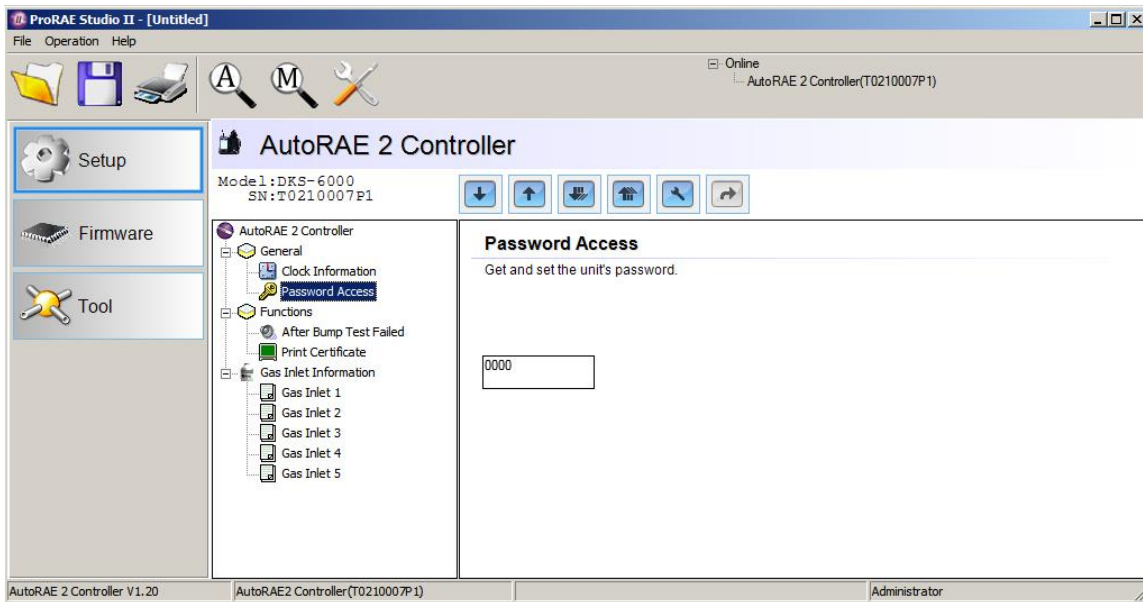 ProRAE Studio II - [Untitled]
File Operation Help
A M
Online
AutoRAE 2 Controller(T0210007P1)
Setup
Firmware
Tool
AutoRAE 2 Controller
Model:DKS-6000
SN:T0210007P1
AutoRAE 2 Controller
General
Clock Information
Password Access
Functions
After Bump Test Failed
Print Certificate
Gas Inlet Information
Gas Inlet 1
Gas Inlet 2
Gas Inlet 3
Gas Inlet 4
Gas Inlet 5
Password Access
Get and set the unit's password.
0000
AutoRAE 2 Controller V1.20
AutoRAE2 Controller(T0210007P1)
Administrator